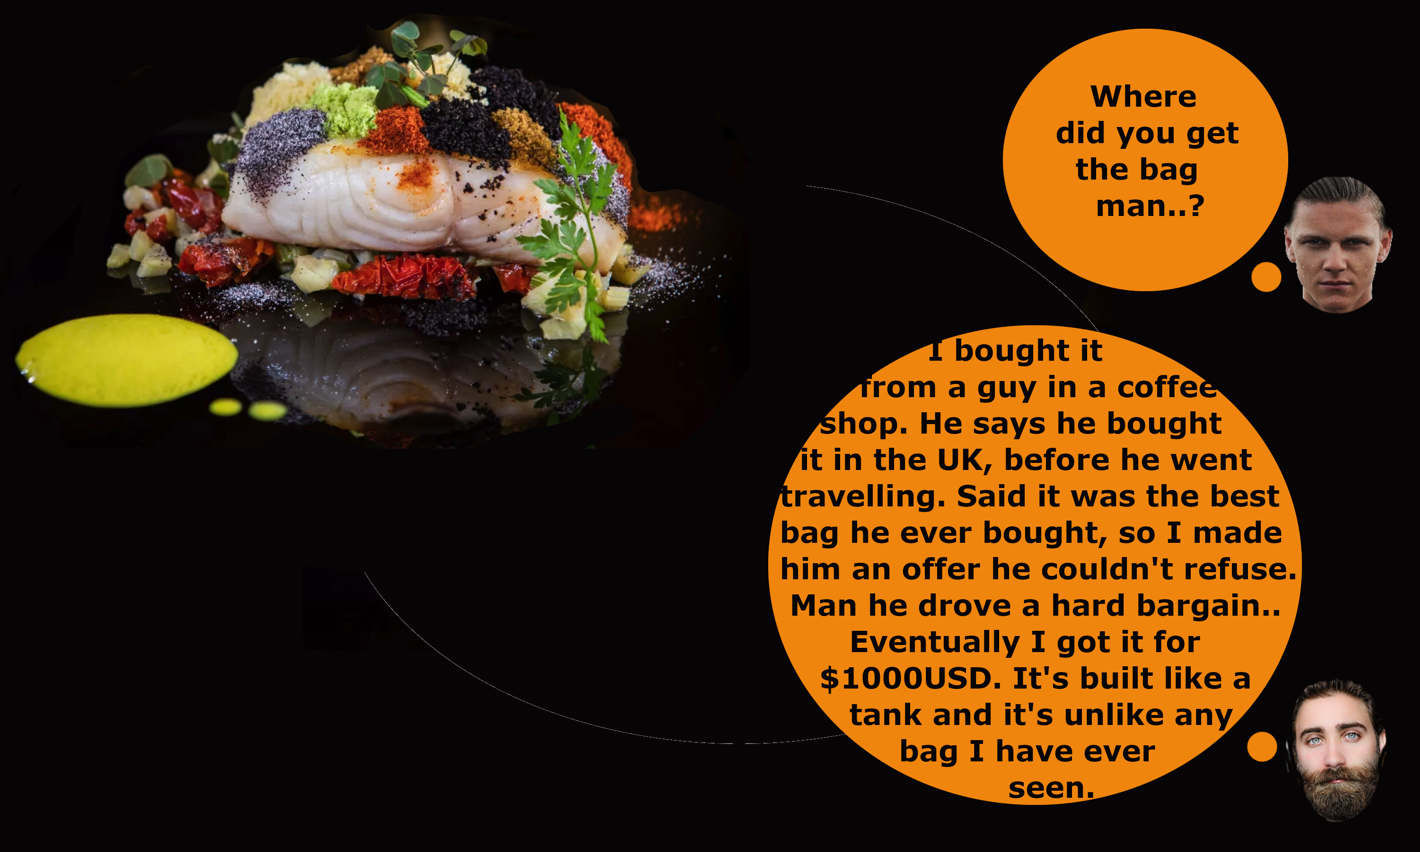 Where
did you get
the bag
man..?
I bought it
from a guy in a coffee
shop. He says he bought
it in the UK, before he went
travelling. Said it was the best
bag he ever bought, so I made
him an offer he couldn't refuse.
Man he drove a hard bargain..
Eventually I got it for
$1000USD. It's built like a
tank and it's unlike any
bag I have ever
seen.